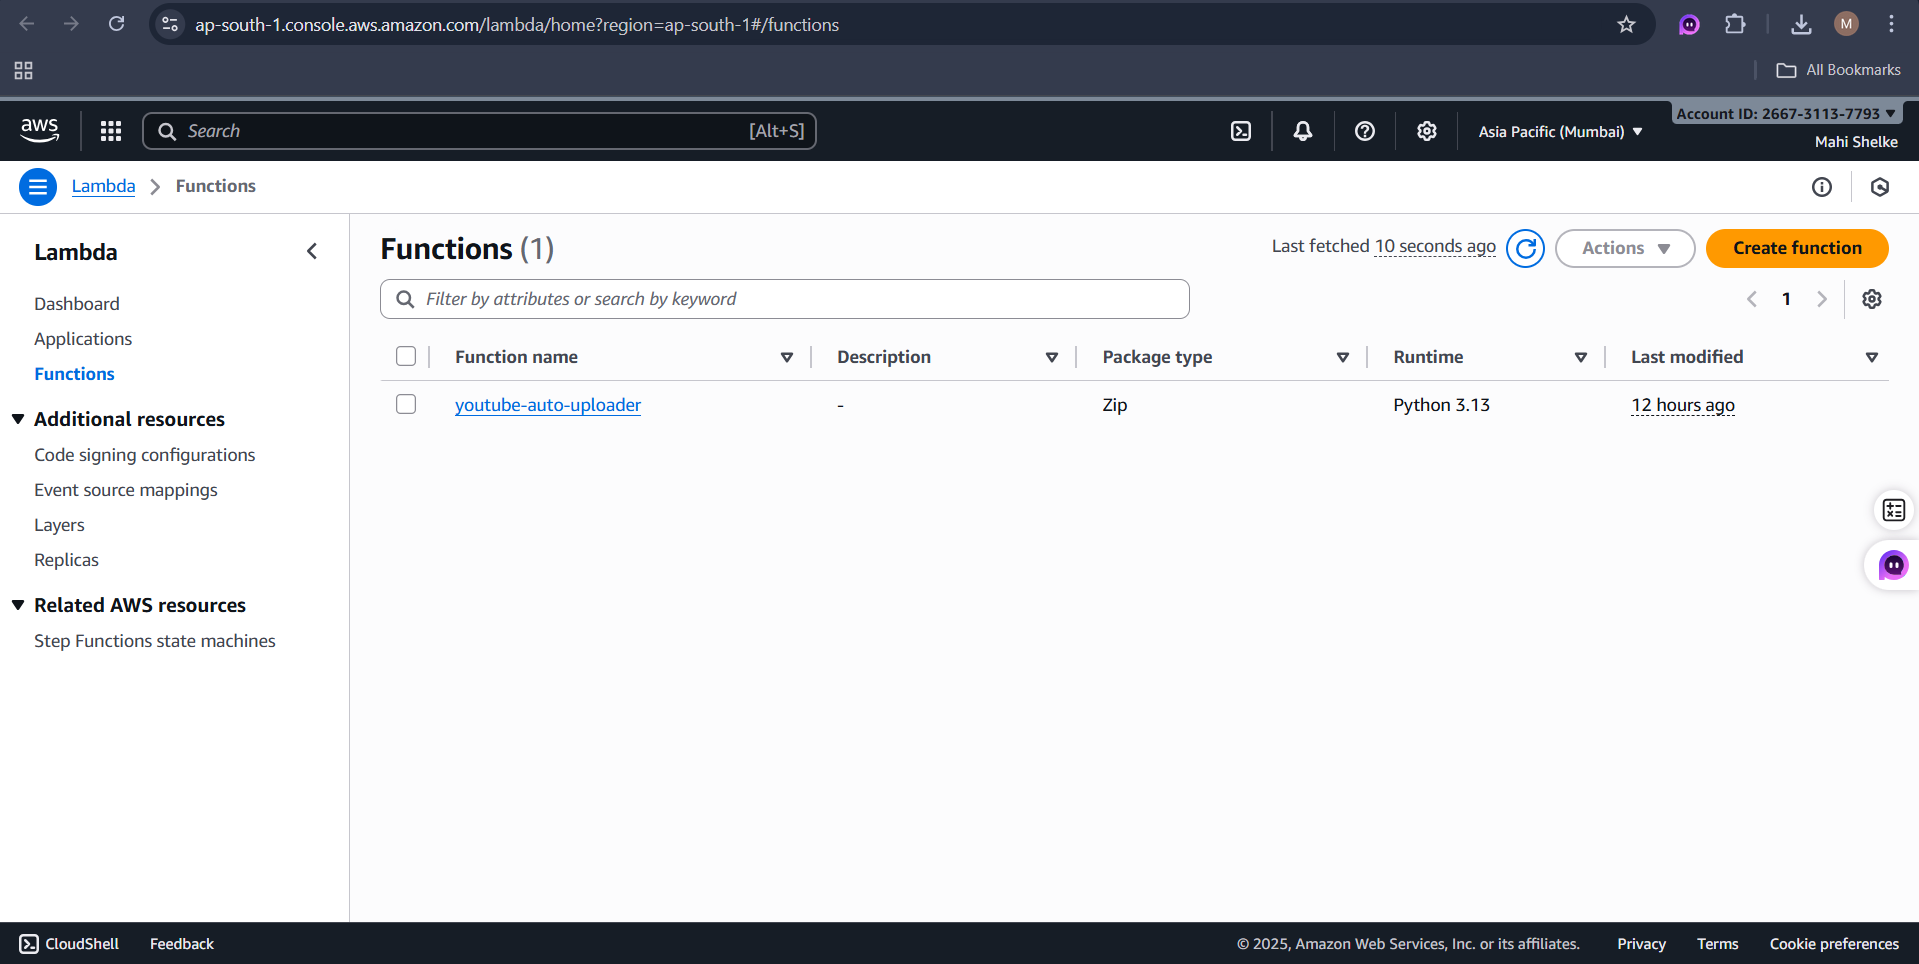 ap-south-1.console.aws.amazon.com/lambda/home?region=ap-south-1#/functions
M
All Bookmarks
aws
Search
[Alt+S]
Asia Pacific (Mumbai)
Account ID: 2667-3113-7793
Mahi Shelke
Lambda
Functions
Lambda
Dashboard
Applications
Functions
Additional resources
Code signing configurations
Event source mappings
Layers
Replicas
Related AWS resources
Step Functions state machines
Functions (1)
Last fetched 10 seconds ago
Actions
Create function
Filter by attributes or search by keyword
1
Function name
Description
Package type
Runtime
Last modified
youtube-auto-uploader
-
Zip
Python 3.13
12 hours ago
CloudShell
Feedback
© 2025, Amazon Web Services, Inc. or its affiliates.
Privacy
Terms
Cookie preferences